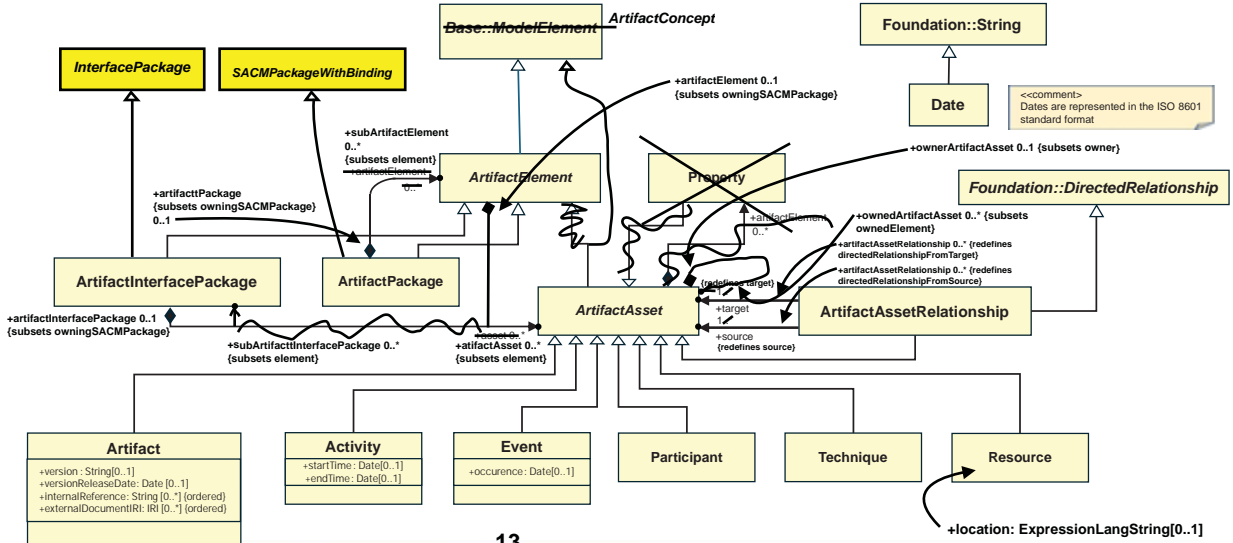 Base::ModelElement
ArtifactConcept
Foundation::String
InterfacePackage
SACMPackageWithBinding
+artifactElement 0..1
{subsets owningSACMPackage}
Date
<<comment>
Dates are represented in the ISO 8601
standard format
+subArtifactElement
0..*
{subsets element}
+artifactElement
0..*
ArtifactElement
Property
+ownerArtifactAsset 0..1 {subsets owner}
Foundation::DirectedRelationship
+artifacttPackage
{subsets owningSACMPackage}
0..1
+artifactElement
0..*
+ownedArtifactAsset 0..* {subsets
ownedElement}
+artifactAssetRelationship 0..* {redefines
directedRelationshipFromTarget}
+artifactAssetRelationship 0..* {redefines
directedRelationshipFromSource}
ArtifactInterfacePackage
ArtifactPackage
{redefines target}
1
+target
1
+source
{redefines source}
ArtifactAsset
ArtifactAssetRelationship
+artifactInterfacePackage 0..1
{subsets owningSACMPackage}
+subArtifacttInterfacePackage 0..*
{subsets element}
+asset 0..*
+atifactAsset 0..*
{subsets element}
Artifact
+version : String[0..1]
+versionReleaseDate: Date [0..1]
+internalReference: String [0..*] {ordered}
+externalDocumentIRI: IRI [0..*] {ordered}
Activity
+startTime : Date[0..1]
+endTime : Date[0..1]
Event
+occurence : Date[0..1]
Participant
Technique
Resource
+location: ExpressionLangString[0..1]
13